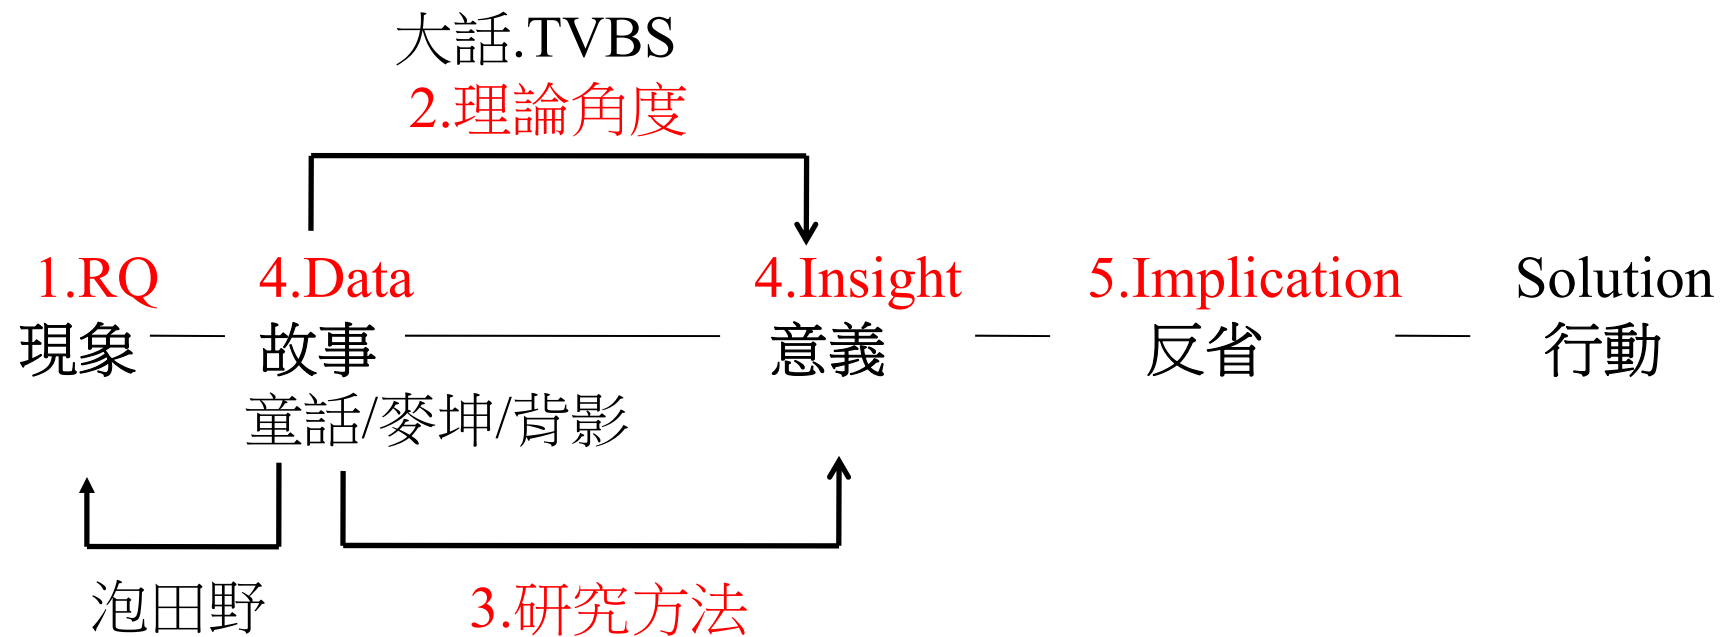 大話.TVBS
2.理論角度
1.RQ 4.Data 4.Insight 5.Implication Solution
現象 故事 意義 反省 行動
童話/麥坤/背影
泡田野 3.研究方法